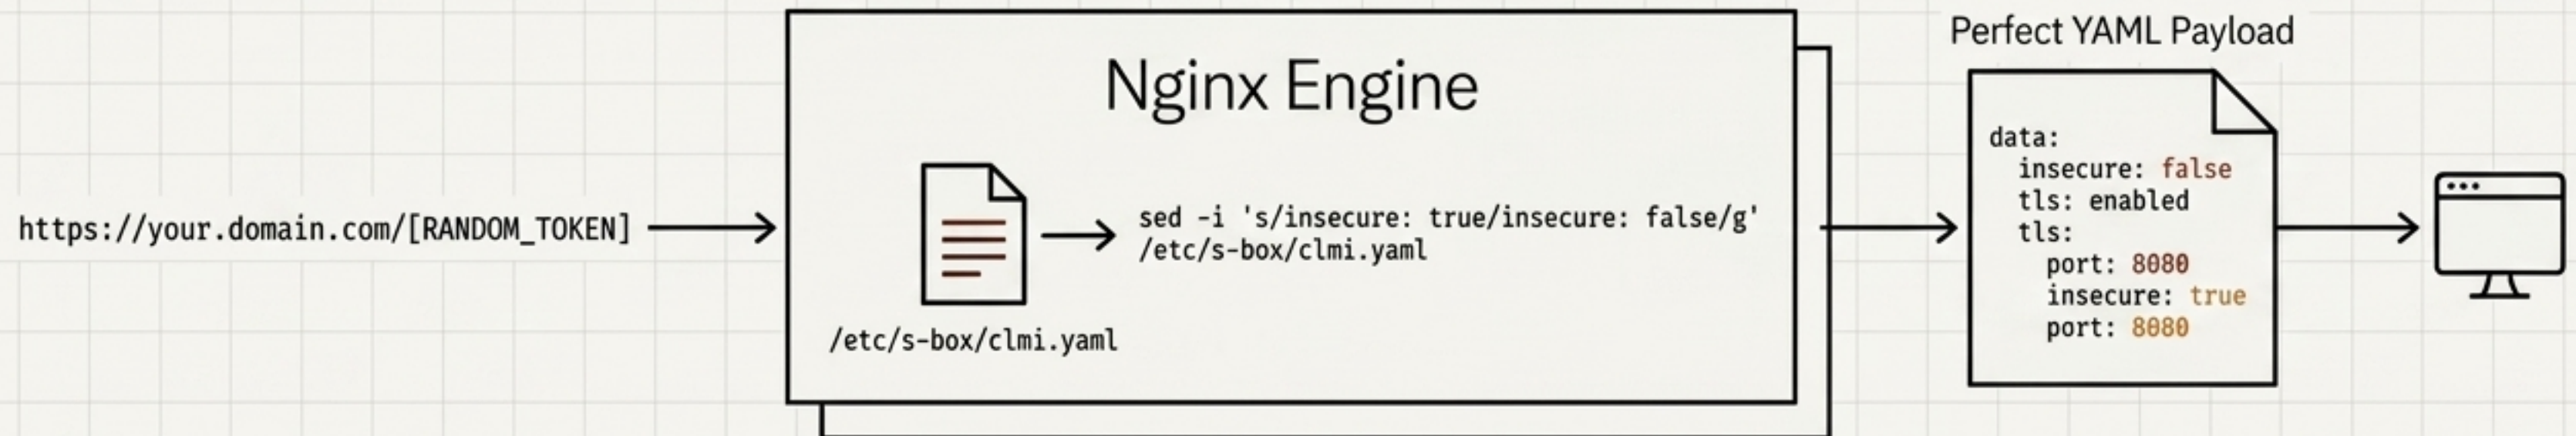 https://your.domain.com/[RANDOM_TOKEN]
Nginx Engine
/etc/s-box/clmi.yaml
sed -i 's/insecure: true/insecure: false/g'
/etc/s-box/clmi.yaml
Perfect YAML Payload
data:
  insecure: false
  tls: enabled
  tls:
    port: 8080
    insecure: true
    port: 8080